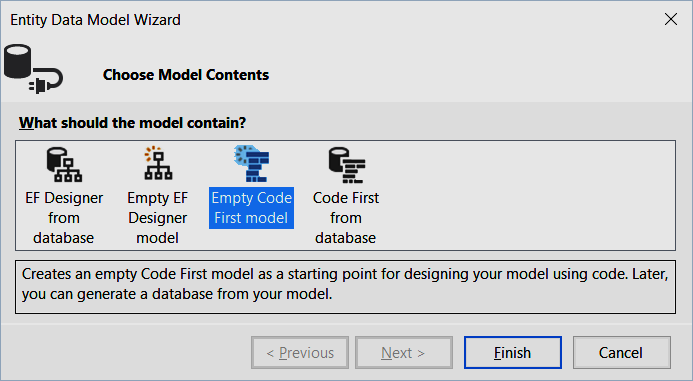 Entity Data Model Wizard
Choose Model Contents
What should the model contain?
EF Designer
from
database
Empty EF
Designer
model
Empty Code
First model
Code First
from
database
Creates an empty Code First model as a starting point for designing your model using code. Later,
you can generate a database from your model.
< Previous
Next >
Finish
Cancel